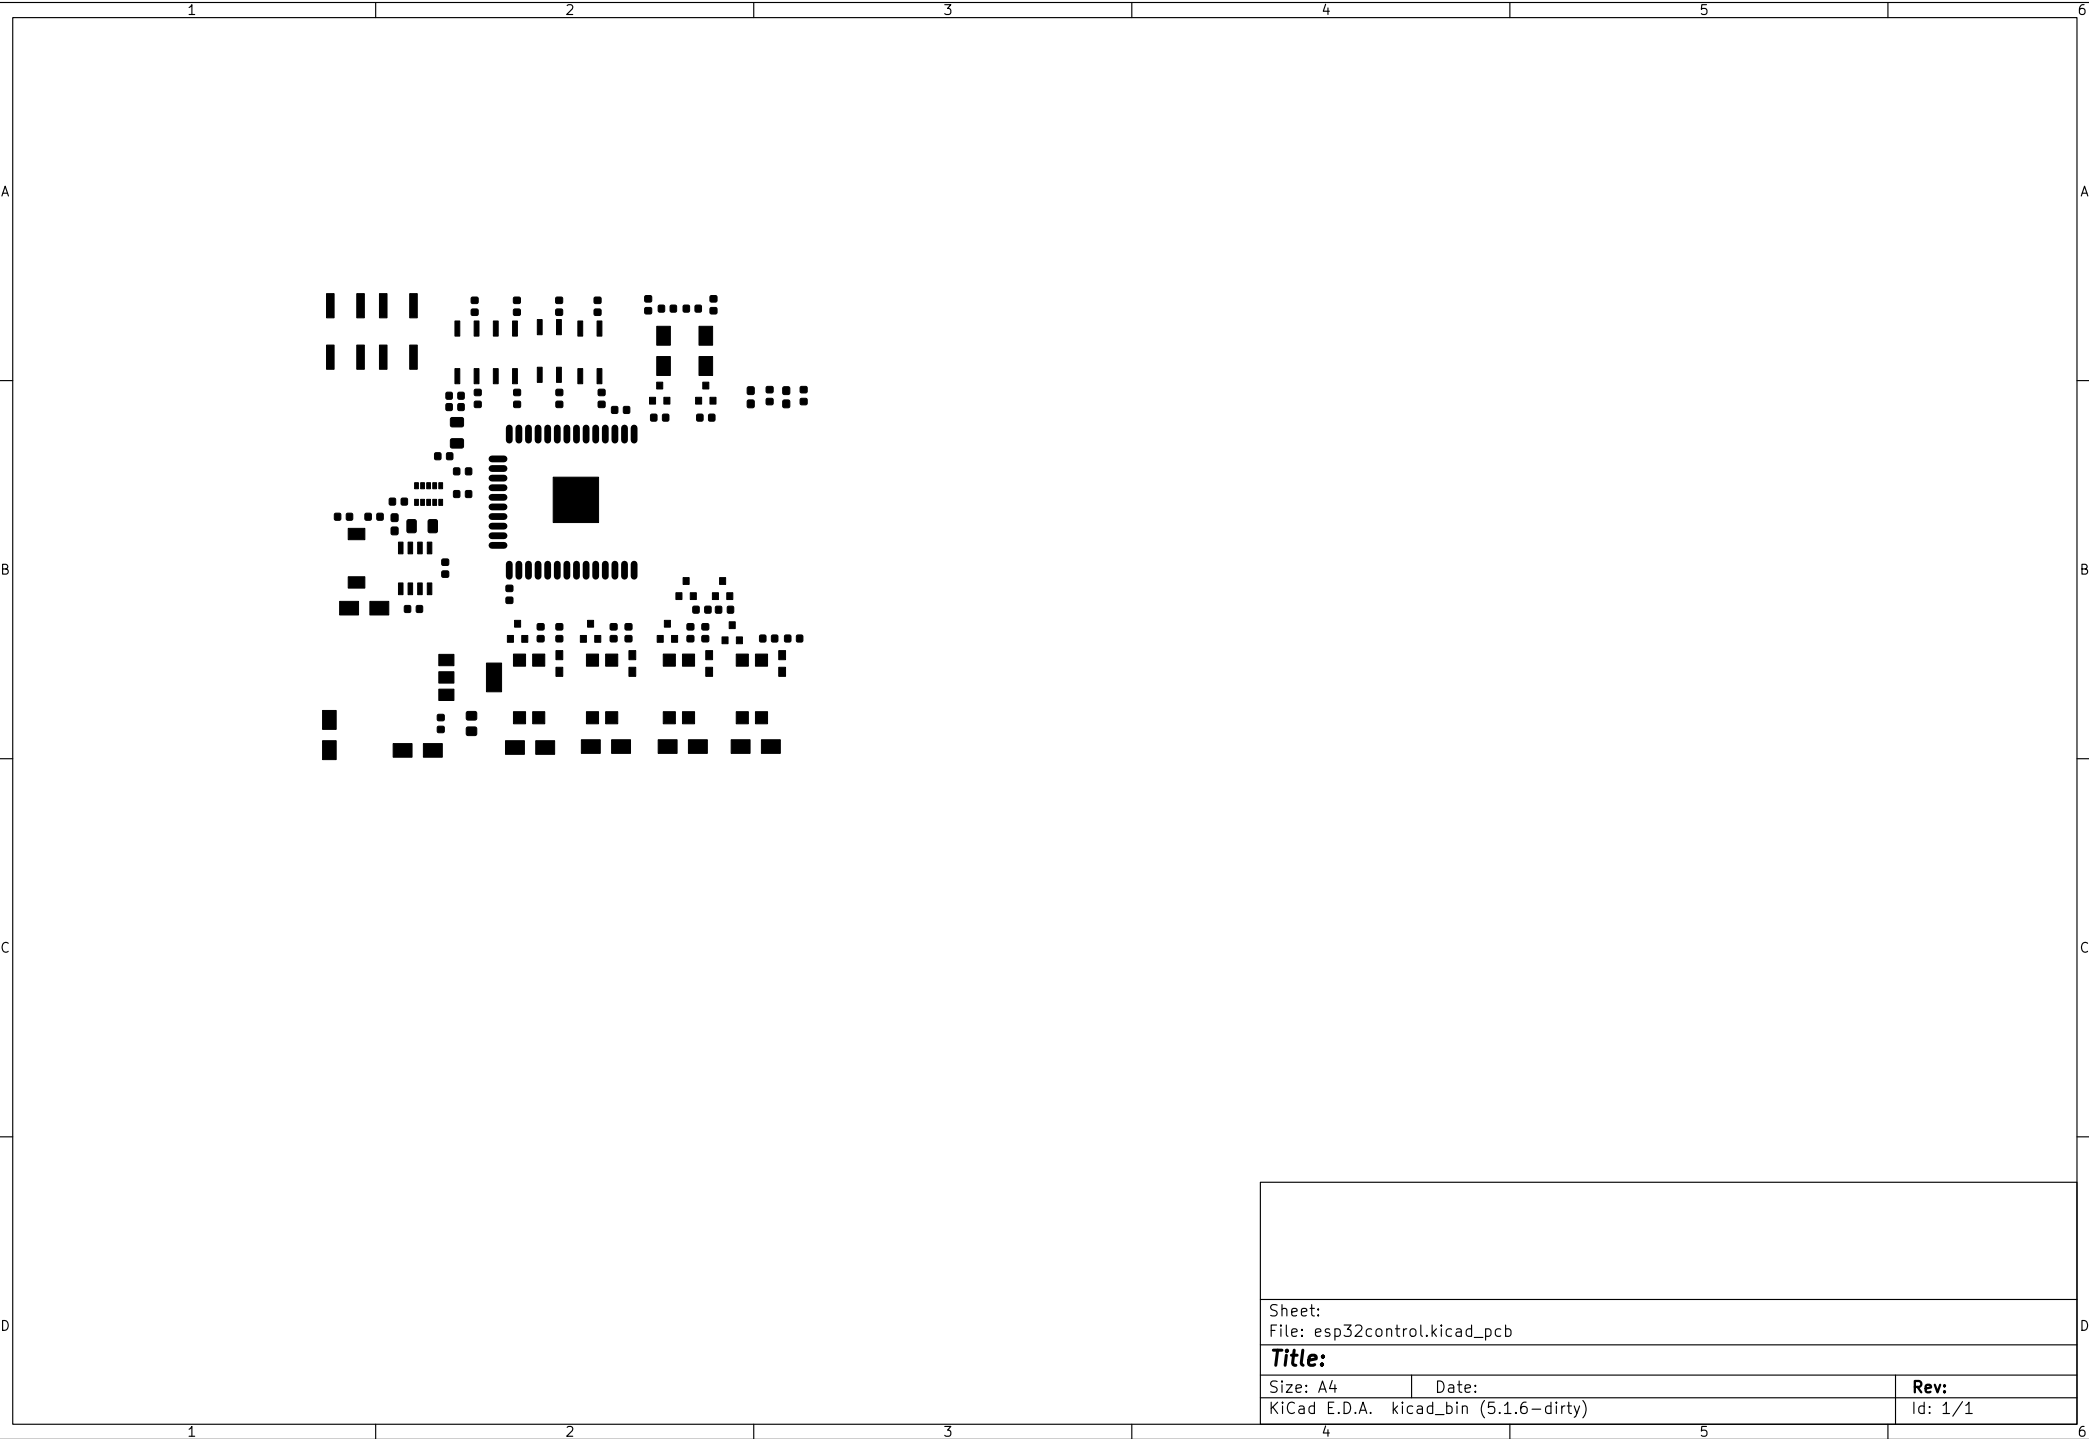 1 2 3 4 5 6
A A
B B
C C
Sheet:
D File: esp32control.kicad_pcb D
Title:
Size: A4 Date: Rev:
KiCad E.D.A. kicad_bin (5.1.6-dirty) Id: 1/1
1 2 3 4 5 6